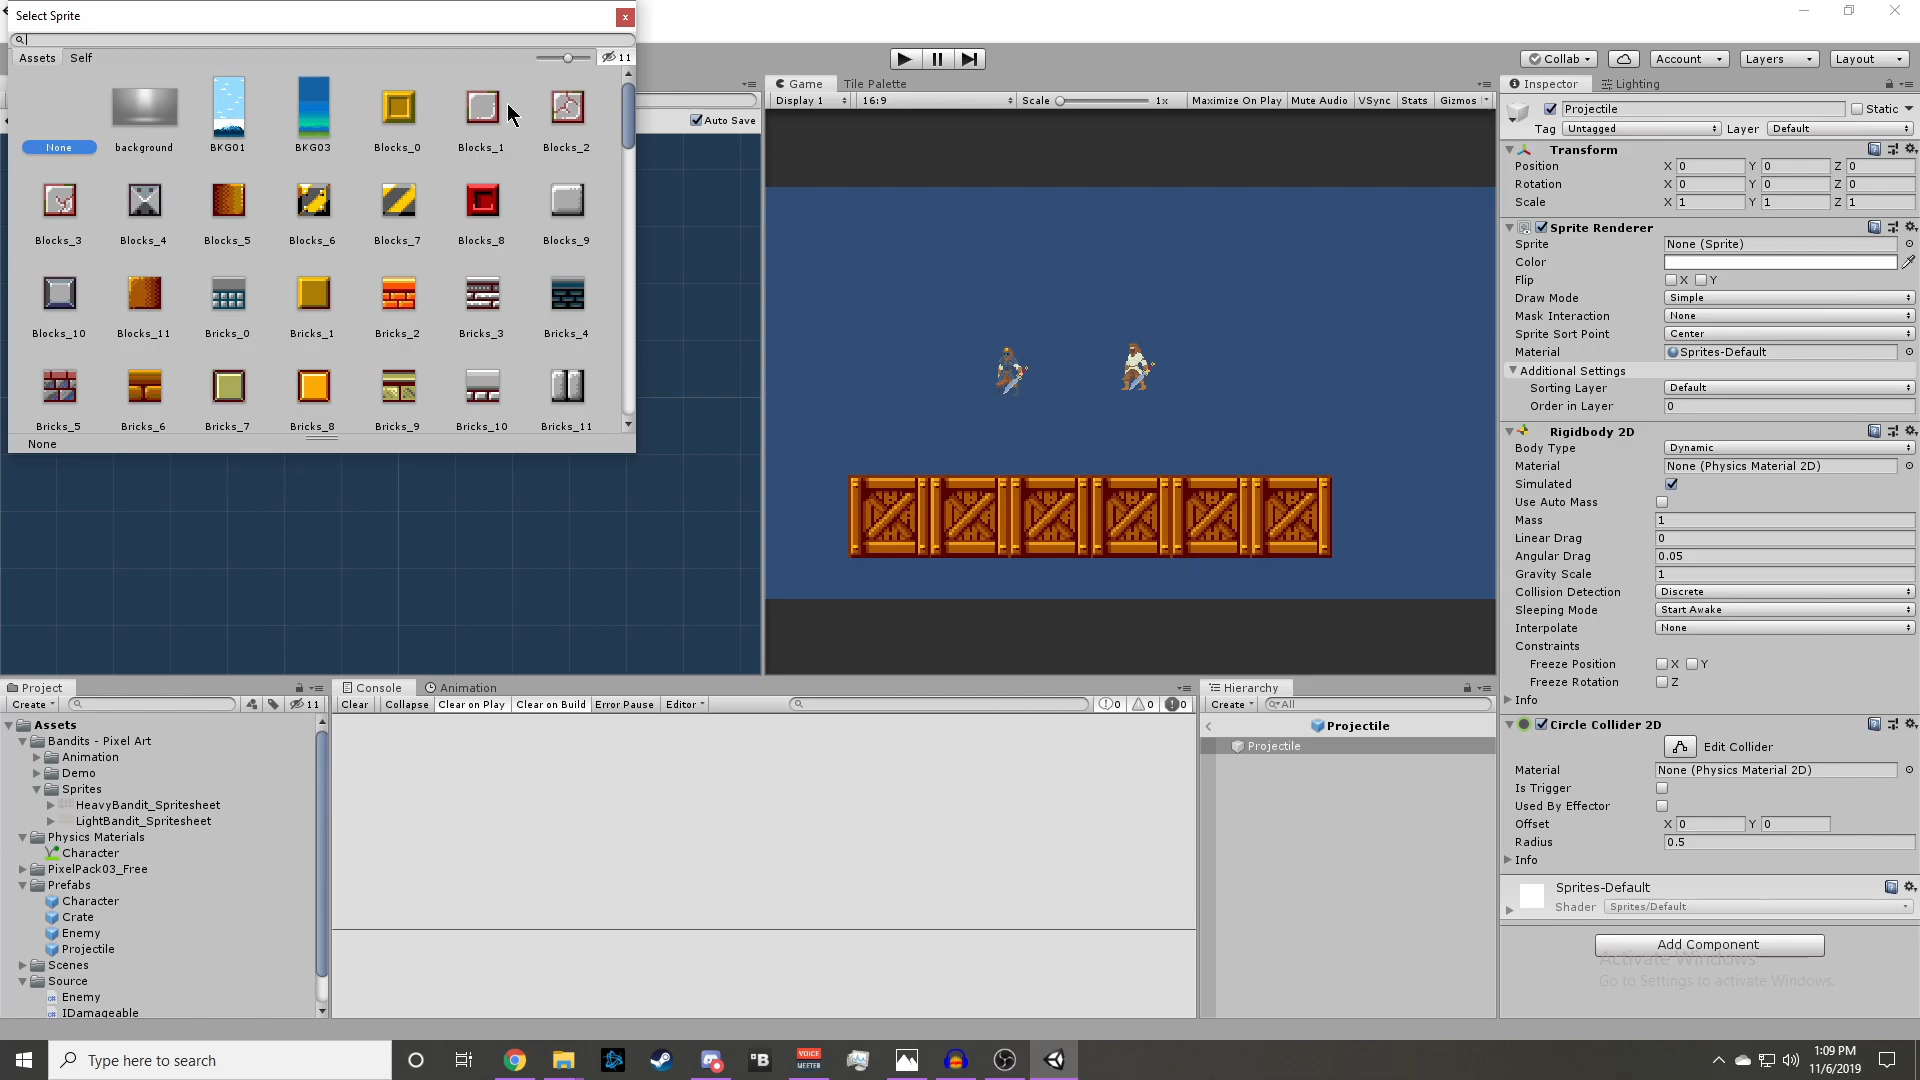 Select Sprite
Assets Self 11
None background BKG01 BKG03 Blocks_0 Blocks_1 Blocks_2
Blocks_3 Blocks_4 Blocks_5 Blocks_6 Blocks_7 Blocks_8 Blocks_9
Blocks_10 Blocks_11 Bricks_0 Bricks_1 Bricks_2 Bricks_3 Bricks_4
Bricks_5 Bricks_6 Bricks_7 Bricks_8 Bricks_9 Bricks_10 Bricks_11
None
Auto Save
Collab Account Layers Layout
Game Tile Palette
Display 1 16:9 Scale 1x Maximize On Play Mute Audio VSync Stats Gizmos
Inspector Lighting
Projectile Static
Tag Untagged Layer Default
Transform
Position X 0 Y 0 Z 0
Rotation X 0 Y 0 Z 0
Scale X 1 Y 1 Z 1
Sprite Renderer
Sprite None (Sprite)
Color
Flip X Y
Draw Mode Simple
Mask Interaction None
Sprite Sort Point Center
Material Sprites-Default
Additional Settings
Sorting Layer Default
Order in Layer 0
Rigidbody 2D
Body Type Dynamic
Material None (Physics Material 2D)
Simulated
Use Auto Mass
Mass 1
Linear Drag 0
Angular Drag 0.05
Gravity Scale 1
Collision Detection Discrete
Sleeping Mode Start Awake
Interpolate None
Constraints
Freeze Position X Y
Freeze Rotation Z
Info
Circle Collider 2D
Edit Collider
Material None (Physics Material 2D)
Is Trigger
Used By Effector
Offset X 0 Y 0
Radius 0.5
Info
Sprites-Default
Shader Sprites/Default
Add Component
Activate Windows
Go to Settings to activate Windows.
Project
Create 11
Assets
Bandits - Pixel Art
Animation
Demo
Sprites
HeavyBandit_Spritesheet
LightBandit_Spritesheet
Physics Materials
Character
PixelPack03_Free
Prefabs
Character
Crate
Enemy
Projectile
Scenes
Source
Enemy
IDamageable
Console Animation
Clear Collapse Clear on Play Clear on Build Error Pause Editor 0 0 0
Hierarchy
Create All
Projectile
Projectile
Type here to search
B
VOICE
MEETER
1:09 PM
11/6/2019